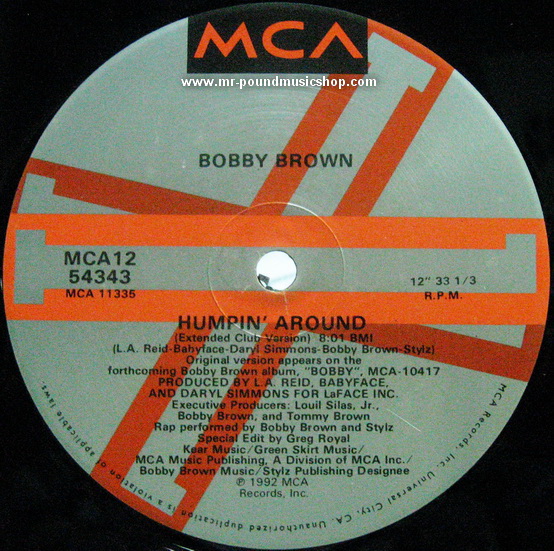 MCA
www.mr-poundmusicshop.com
BOBBY BROWN
MCA12
54343
MCA 11335
12" 33 1/3
R.P.M.
HUMPIN' AROUND
(Extended Club Version) 8:01 BMI
(L.A. Reid-Babyface-Daryl Simmons-Bobby Brown-Stylz)
Original version appears on the
forthcoming Bobby Brown album, "BOBBY", MCA-10417
PRODUCED BY L.A. REID, BABYFACE,
AND DARYL SIMMONS FOR LaFACE INC.
Executive Producers: Louil Silas, Jr.,
Bobby Brown, and Tommy Brown
Rap performed by Bobby Brown and Stylz
Special Edit by Greg Royal
Kear Music/Green Skirt Music/
MCA Music Publishing, A Division of MCA Inc./
Bobby Brown Music/Stylz Publishing Designee
℗ 1992 MCA
Records, Inc.
MCA Records, Inc., Universal City, CA. Unauthorized duplication is a violation of applicable laws.